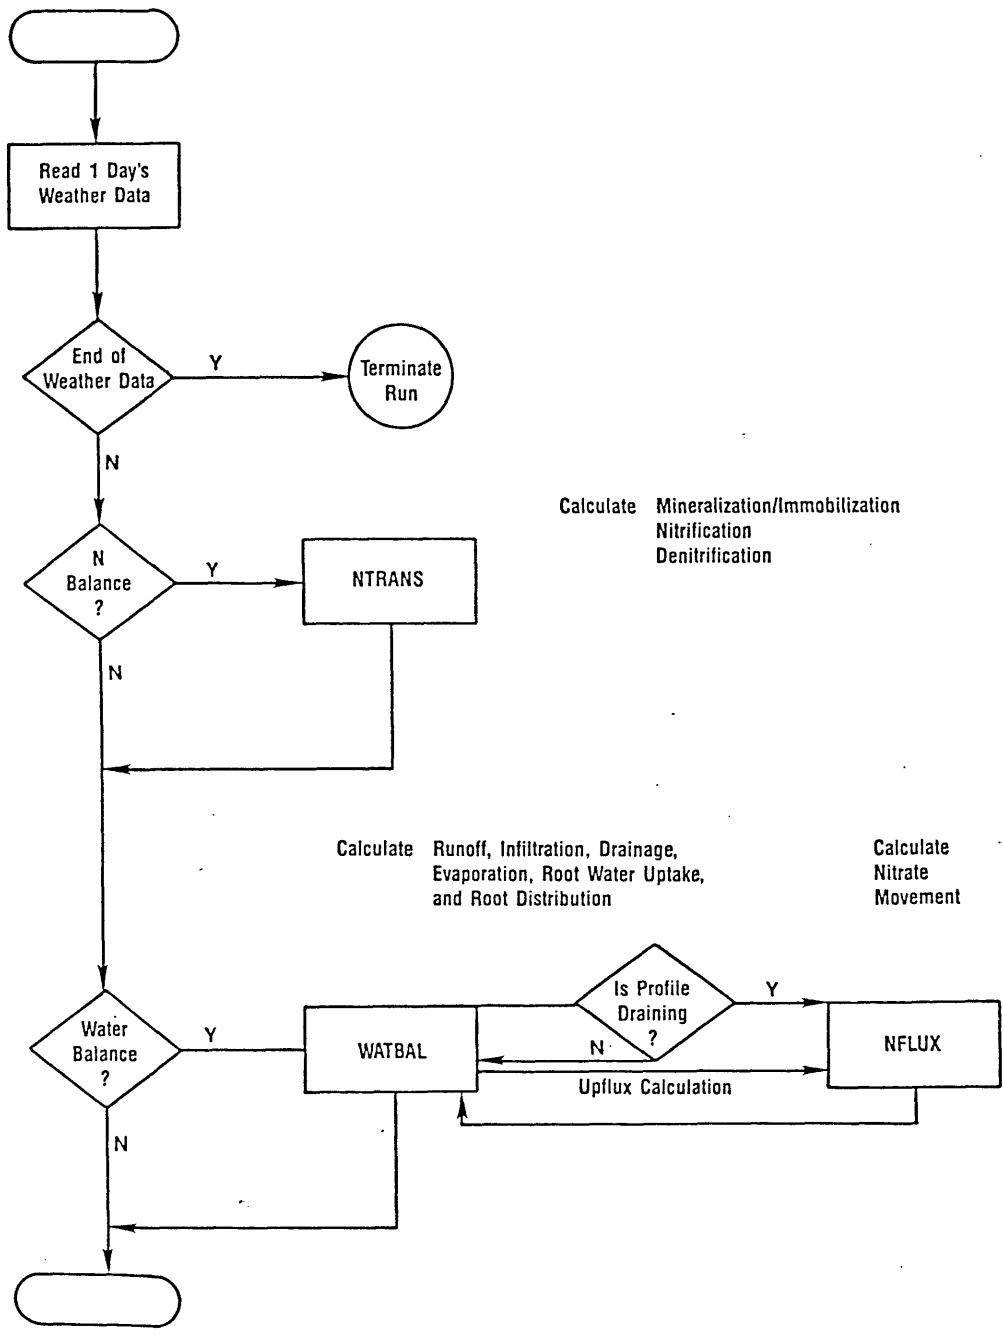 Read 1 Day's
Weather Data
End of
Weather Data
Y
Terminate
Run
N
Calculate Mineralization/Immobilization
Nitrification
Denitrification
N
Balance
?
Y
NTRANS
N
Calculate Runoff, Infiltration, Drainage,
Evaporation, Root Water Uptake,
and Root Distribution
Calculate
Nitrate
Movement
Water
Balance
?
Y
WATBAL
Is Profile
Draining
?
Y
N
NFLUX
Upflux Calculation
N